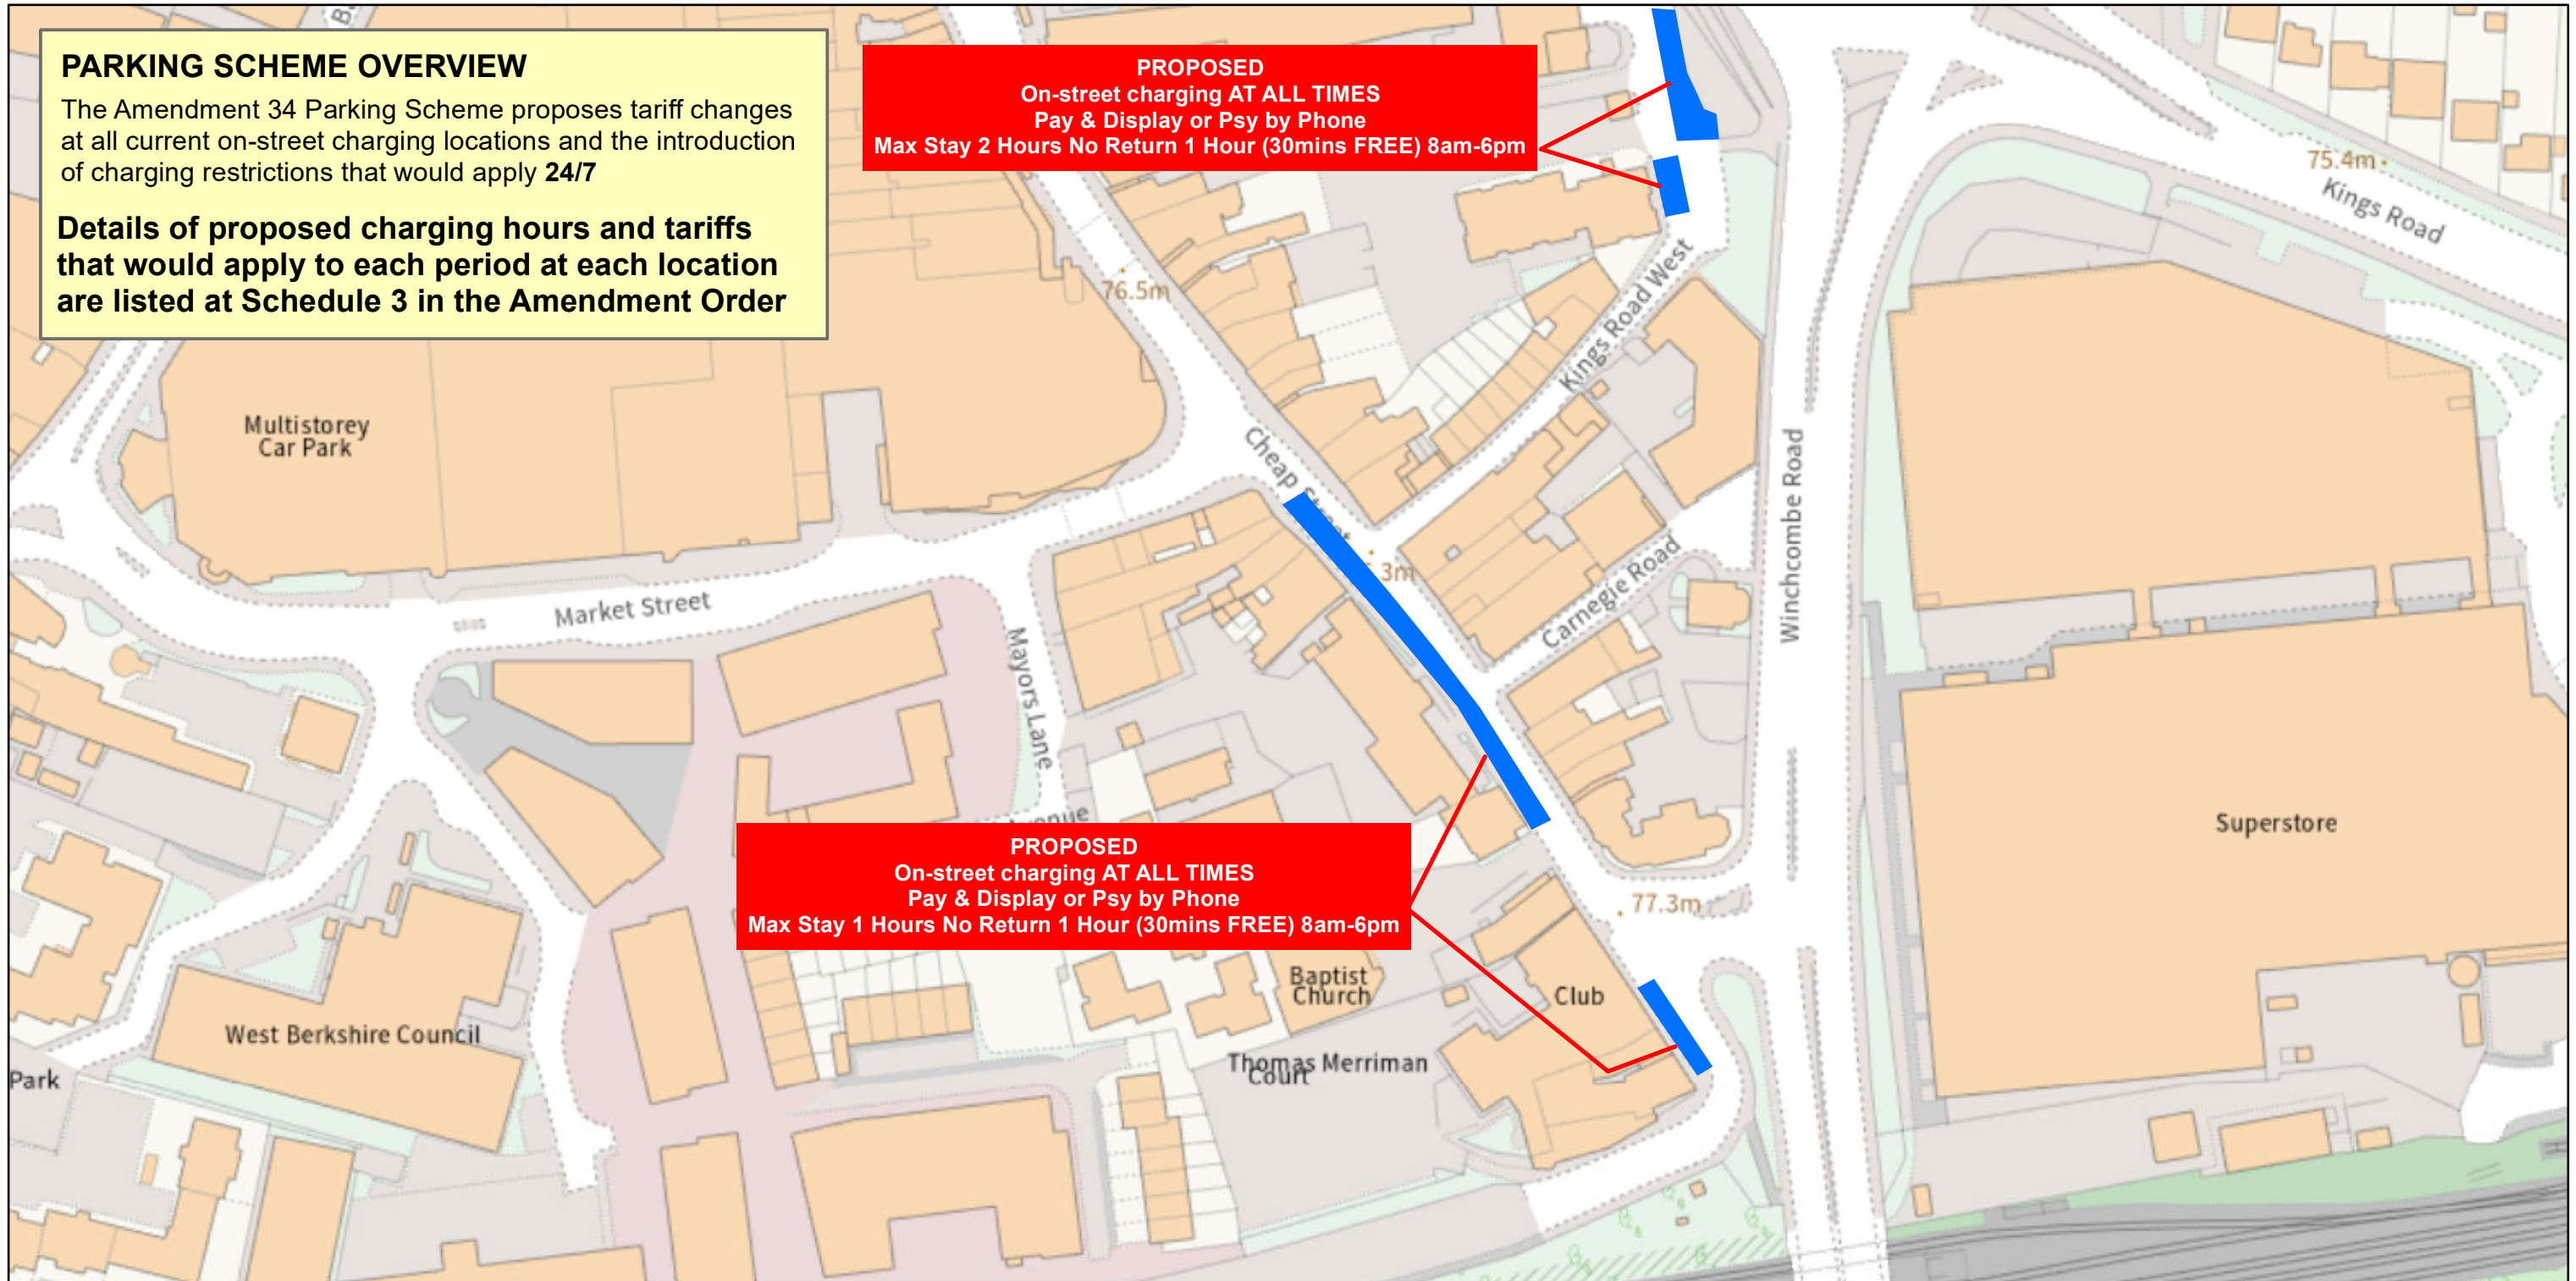 PARKING SCHEME OVERVIEW
The Amendment 34 Parking Scheme proposes tariff changes
at all current on-street charging locations and the introduction
of charging restrictions that would apply 24/7
Details of proposed charging hours and tariffs
that would apply to each period at each location
are listed at Schedule 3 in the Amendment Order
PROPOSED
On-street charging AT ALL TIMES
Pay & Display or Psy by Phone
Max Stay 2 Hours No Return 1 Hour (30mins FREE) 8am-6pm
75.4m
Kings Road
76.5m
Kings Road West
Multistorey
Car Park
Cheap Street
3m
Winchcombe Road
Carnegie Road
Market Street
Mayors Lane
Avenue
Superstore
PROPOSED
On-street charging AT ALL TIMES
Pay & Display or Psy by Phone
Max Stay 1 Hours No Return 1 Hour (30mins FREE) 8am-6pm
77.3m
Baptist
Church
Club
West Berkshire Council
Thomas Merriman
Court
Park